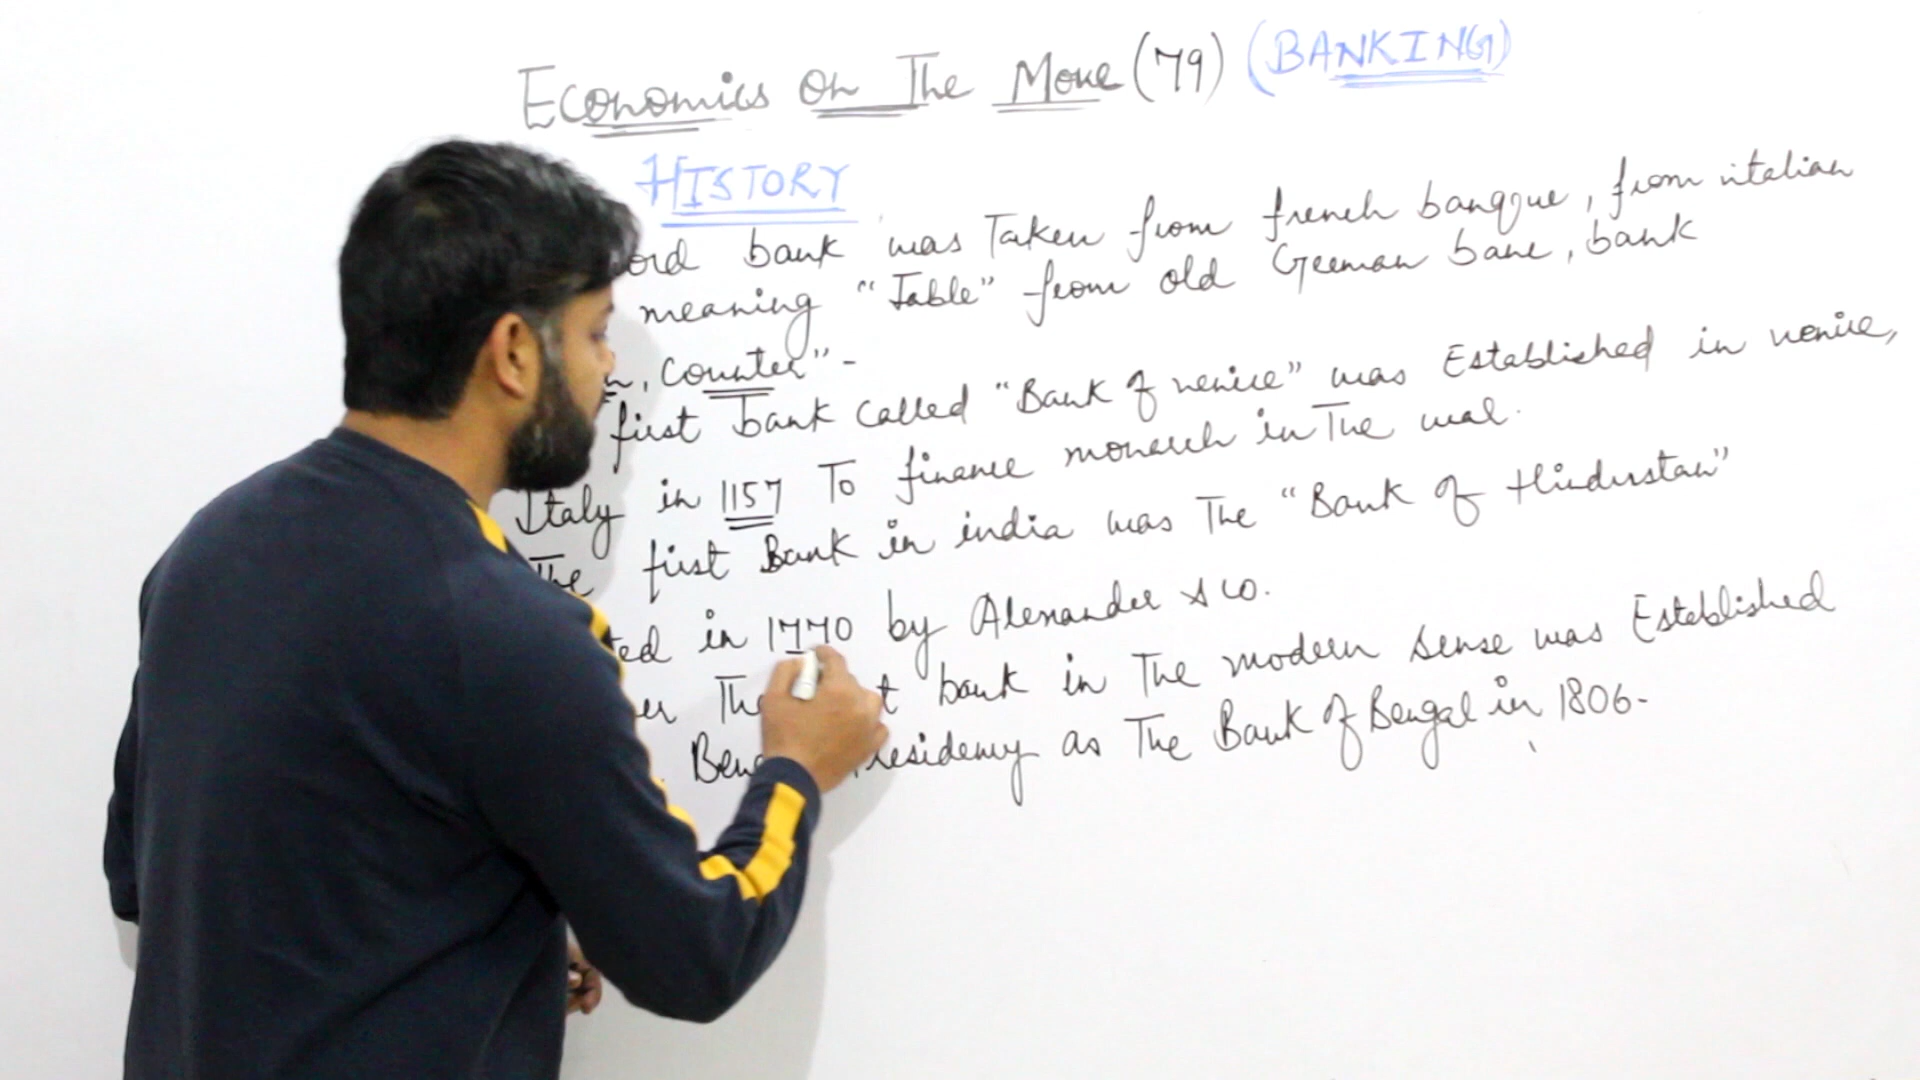 Economics On The Move (79) (BANKING)
HISTORY
ord bank was Taken from french banque, from italian
meaning "Table" from old German banc, bank
, Counter" -
first bank called "Bank Of venice" was Established in venice,
Italy in 1157 To finance monarch in The war.
The first Bank in india was The "Bank Of Hindustan"
ted in 1770 by Alexander & co.
er The t bank in The modern sense was Established
Beng residency as The Bank Of Bengal in 1806.